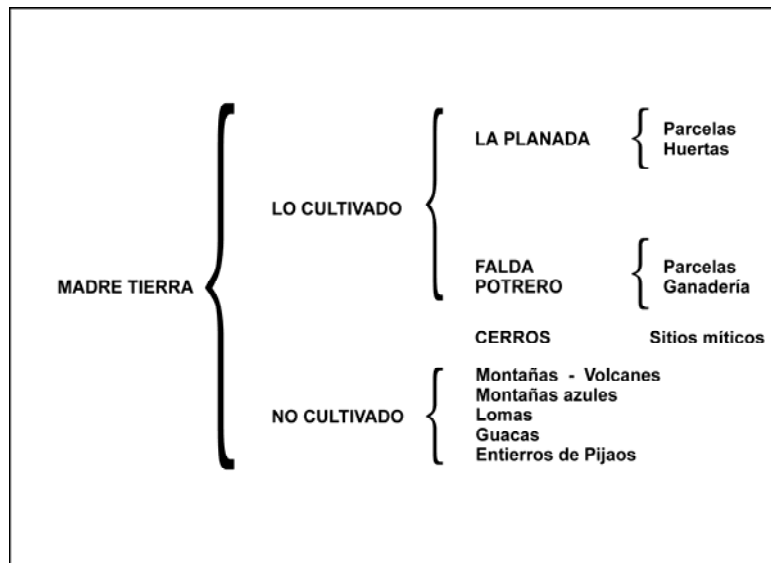 MADRE TIERRA
LO CULTIVADO
LA PLANADA
Parcelas
Huertas
FALDA
POTRERO
Parcelas
Ganadería
CERROS
Sitios míticos
NO CULTIVADO
Montañas - Volcanes
Montañas azules
Lomas
Guacas
Entierros de Pijaos